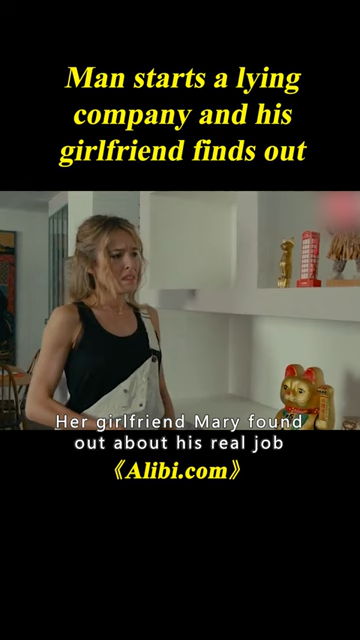 Man starts a lying
company and his
girlfriend finds out
Her girlfriend Mary found
out about his real job
《Alibi.com》